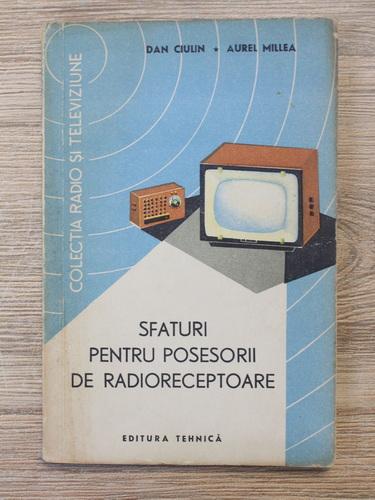 DAN CIULIN ★ AUREL MILLEA
COLECȚIA RADIO ȘI TELEVIZIUNE
SFATURI
PENTRU POSESORII
DE RADIORECEPTOARE
EDITURA TEHNICĂ